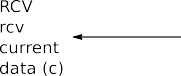 RCV
rcv
current
data (c)